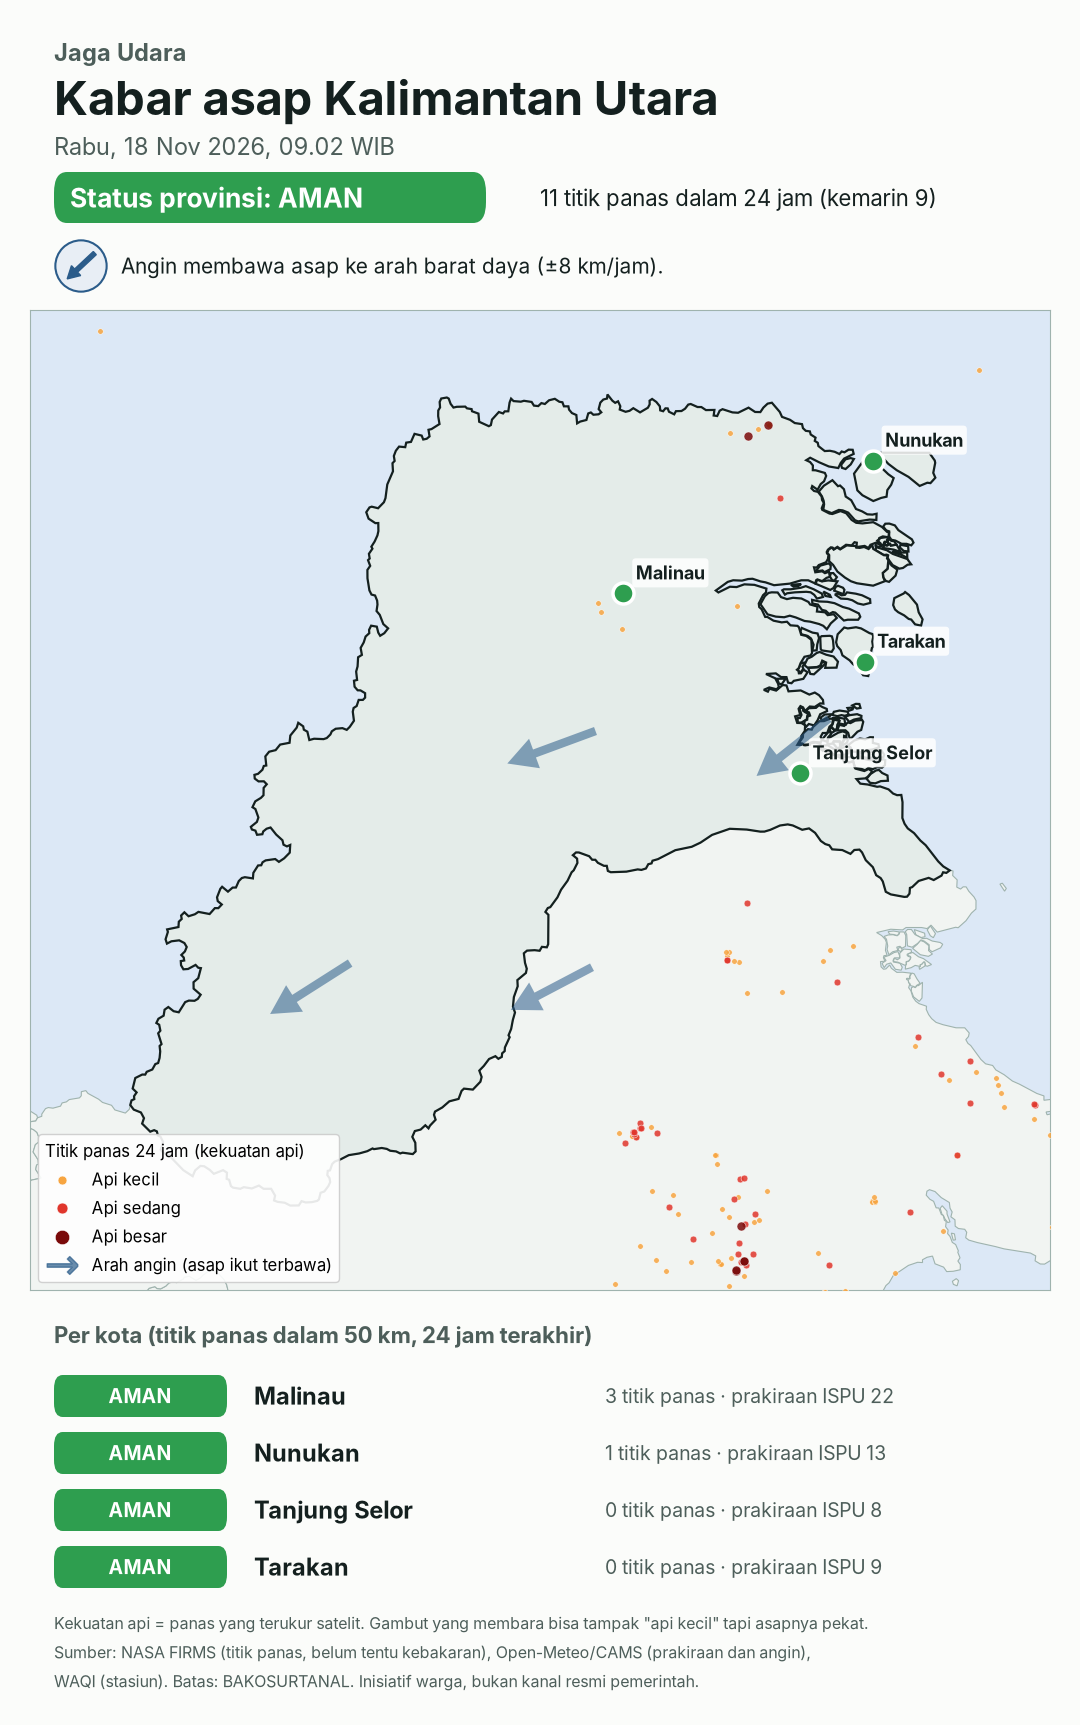 Jaga Udara
Kabar asap Kalimantan Utara
Rabu, 18 Nov 2026, 09.02 WIB
Status provinsi: AMAN
11 titik panas dalam 24 jam (kemarin 9)
Angin membawa asap ke arah barat daya (±8 km/jam).
Nunukan
Malinau
Tarakan
Tanjung Selor
Titik panas 24 jam (kekuatan api)
Api kecil
Api sedang
Api besar
Arah angin (asap ikut terbawa)
Per kota (titik panas dalam 50 km, 24 jam terakhir)
AMAN Malinau 3 titik panas · prakiraan ISPU 22
AMAN Nunukan 1 titik panas · prakiraan ISPU 13
AMAN Tanjung Selor 0 titik panas · prakiraan ISPU 8
AMAN Tarakan 0 titik panas · prakiraan ISPU 9
Kekuatan api = panas yang terukur satelit. Gambut yang membara bisa tampak "api kecil" tapi asapnya pekat.
Sumber: NASA FIRMS (titik panas, belum tentu kebakaran), Open-Meteo/CAMS (prakiraan dan angin),
WAQI (stasiun). Batas: BAKOSURTANAL. Inisiatif warga, bukan kanal resmi pemerintah.